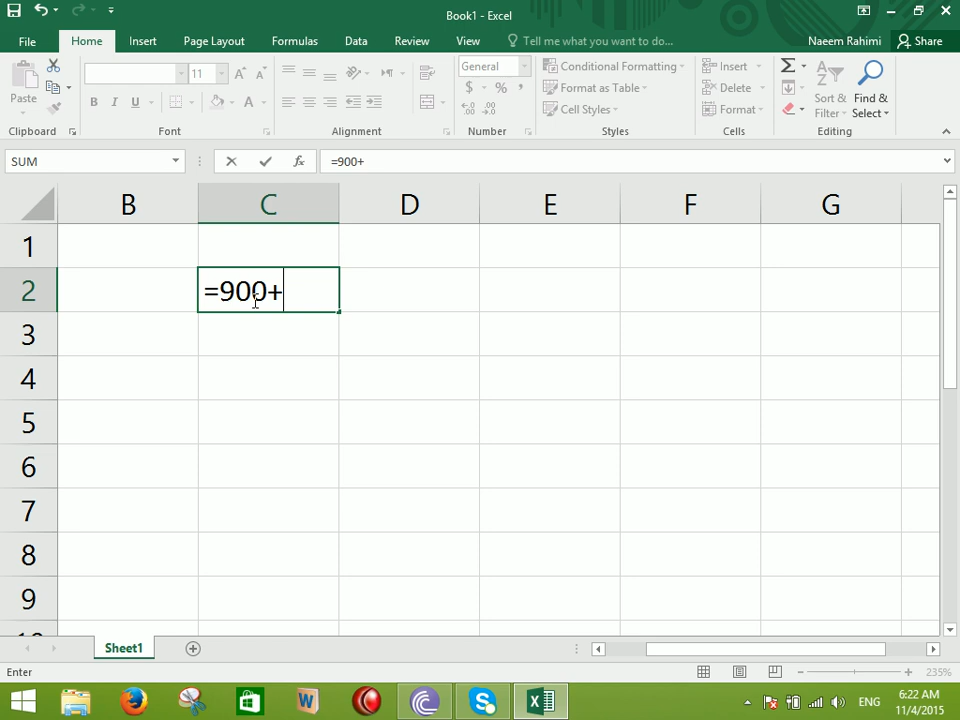 Book1 - Excel
File Home Insert Page Layout Formulas Data Review View Tell me what you want to do... Naeem Rahimi Share
Paste
11
General
Conditional Formatting
Format as Table
Cell Styles
Insert
Delete
Format
Sort & Filter
Find & Select
Clipboard Font Alignment Number Styles Cells Editing
SUM =900+
B C D E F G
1
2 =900+
3
4
5
6
7
8
9
10
Sheet1
Enter 235%
ENG 6:22 AM
11/4/2015